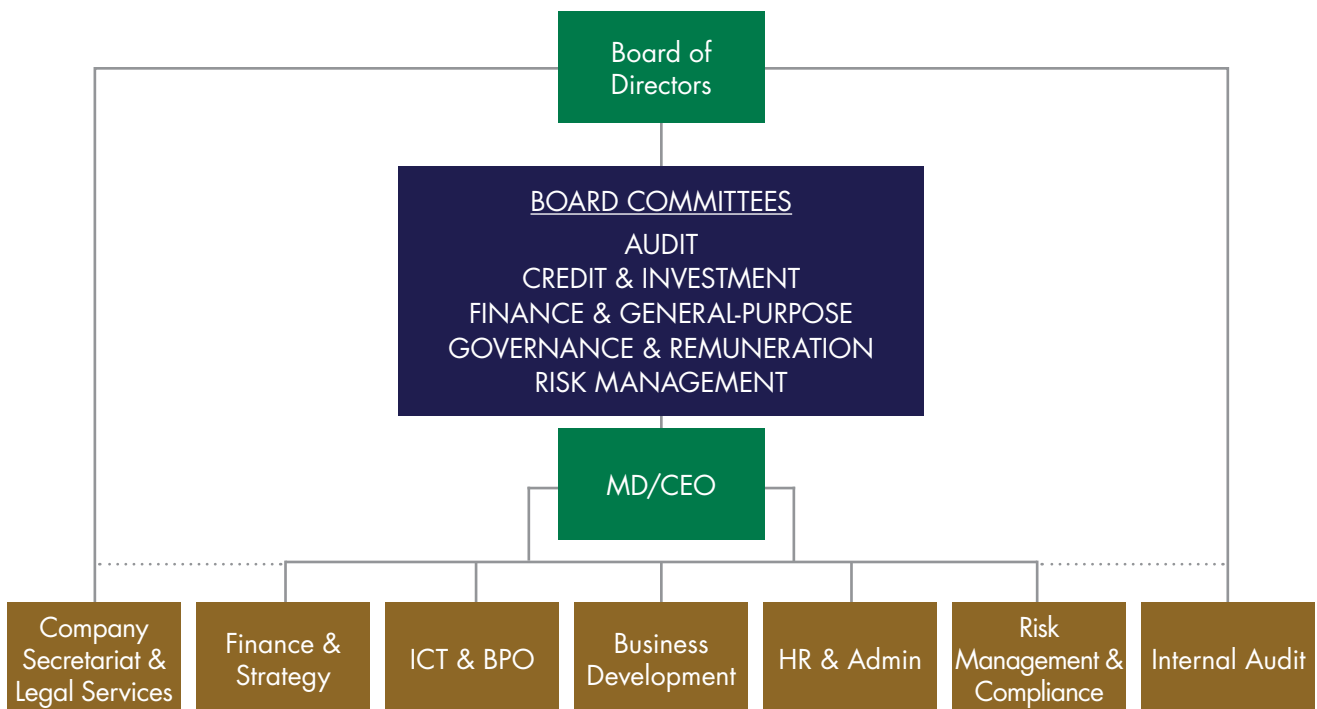 Board of
Directors
BOARD COMMITTEES
AUDIT
CREDIT & INVESTMENT
FINANCE & GENERAL-PURPOSE
GOVERNANCE & REMUNERATION
RISK MANAGEMENT
MD/CEO
Company
Secretariat &
Legal Services
Finance &
Strategy
ICT & BPO
Business
Development
HR & Admin
Risk
Management &
Compliance
Internal Audit